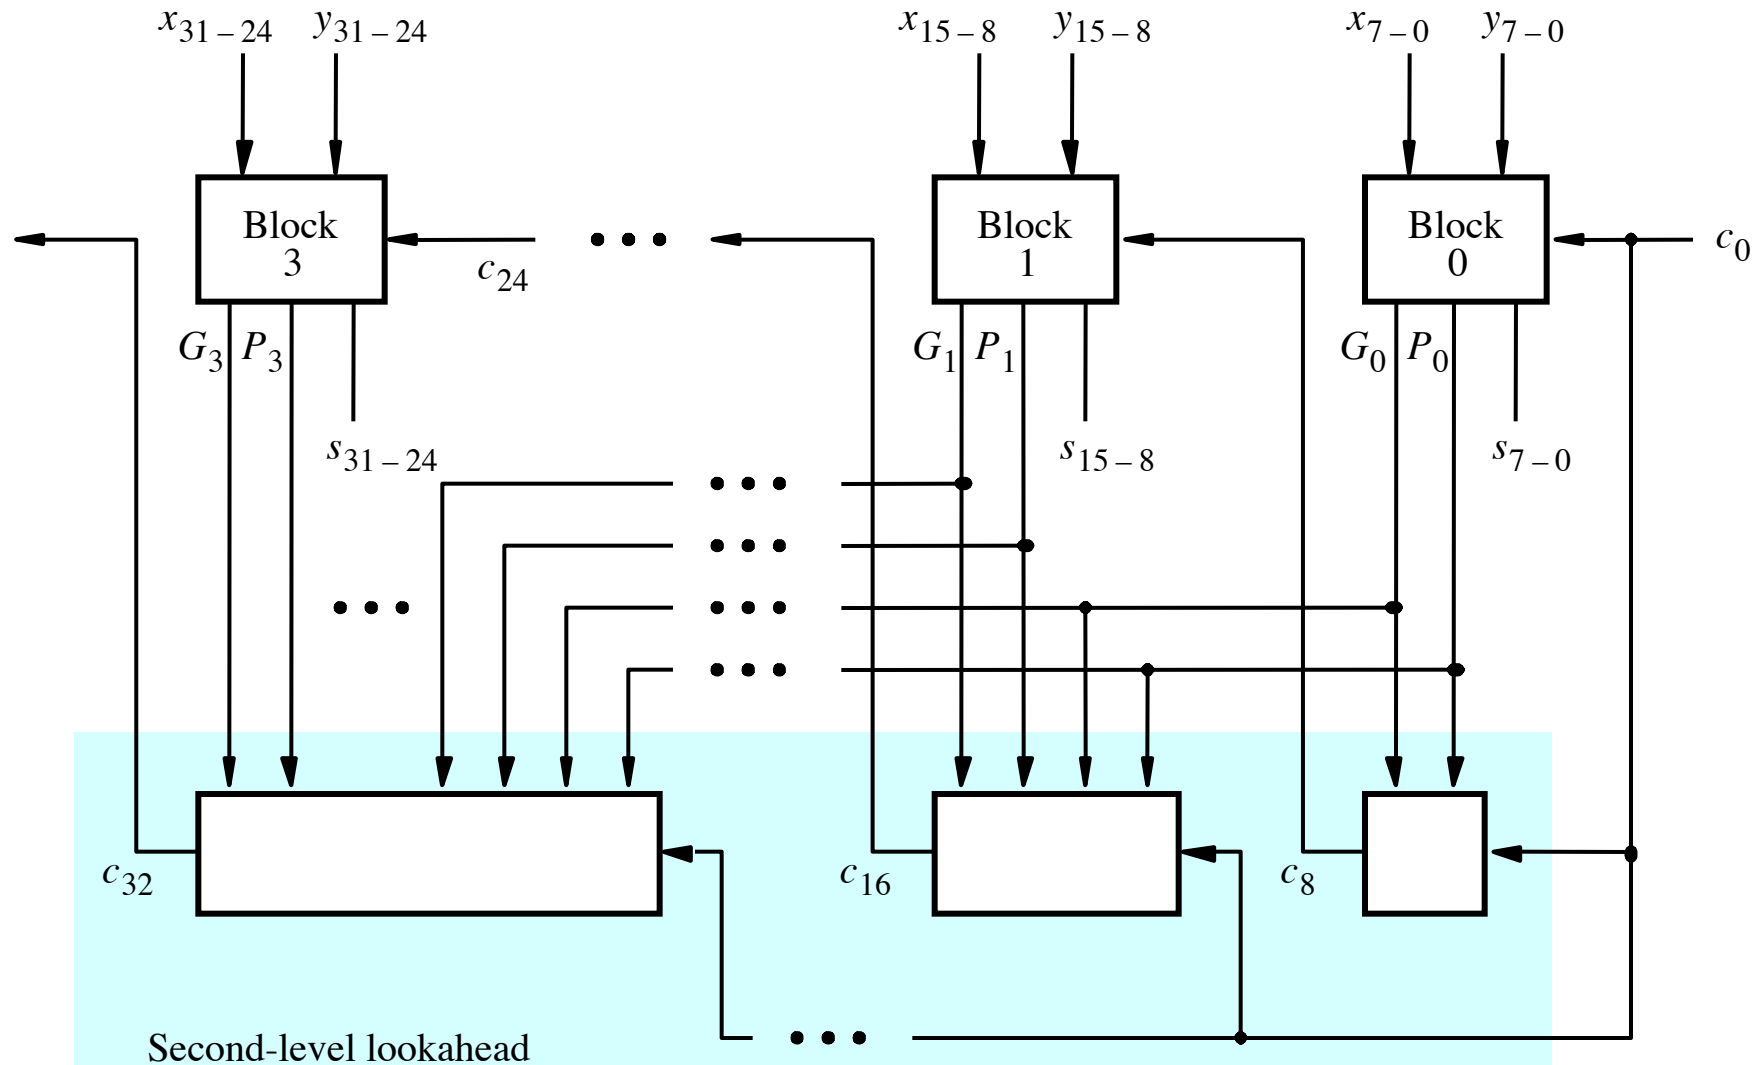 x31 – 24 y31 – 24 x15 – 8 y15 – 8 x7 – 0 y7 – 0
Block
3
Block
1
Block
0
c0
c24
G3 P3
G1 P1
G0 P0
s31 – 24
s15 – 8
s7 – 0
c32
c16
c8
Second-level lookahead